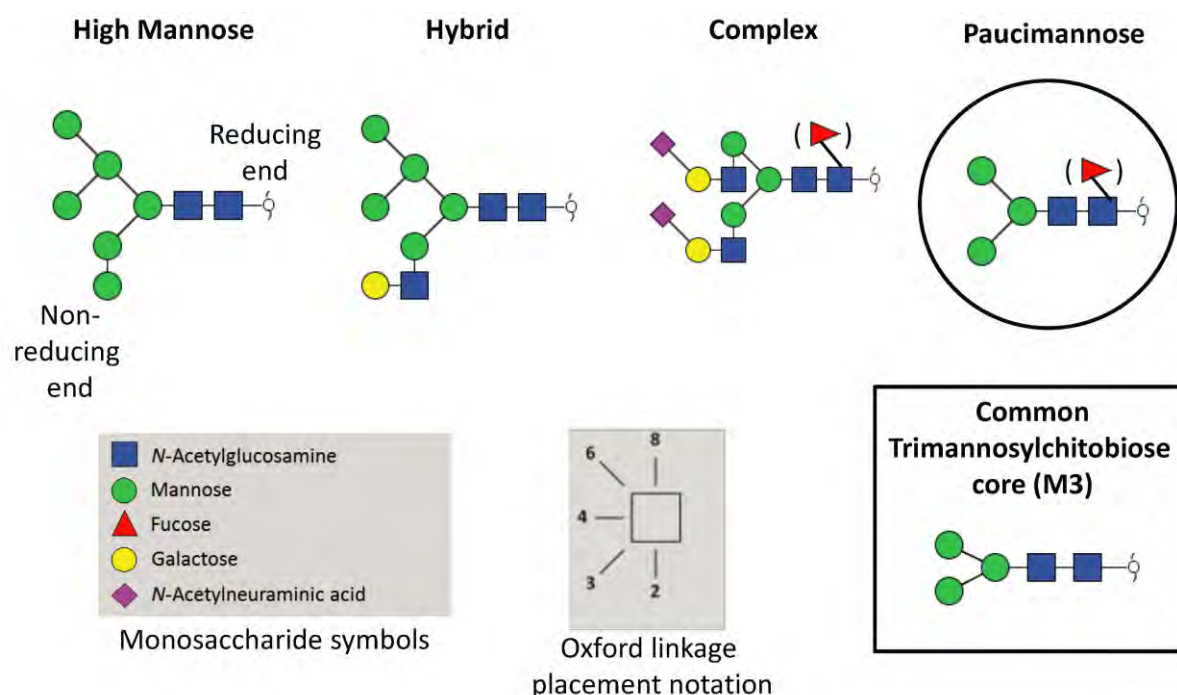 High Mannose
Hybrid
Complex
Paucimannose
Reducing
end
( )
( )
Non-
reducing
end
N-Acetylglucosamine
Mannose
Fucose
Galactose
N-Acetylneuraminic acid
Monosaccharide symbols
8
6
4
3
2
Oxford linkage
placement notation
Common
Trimannosylchitobiose
core (M3)